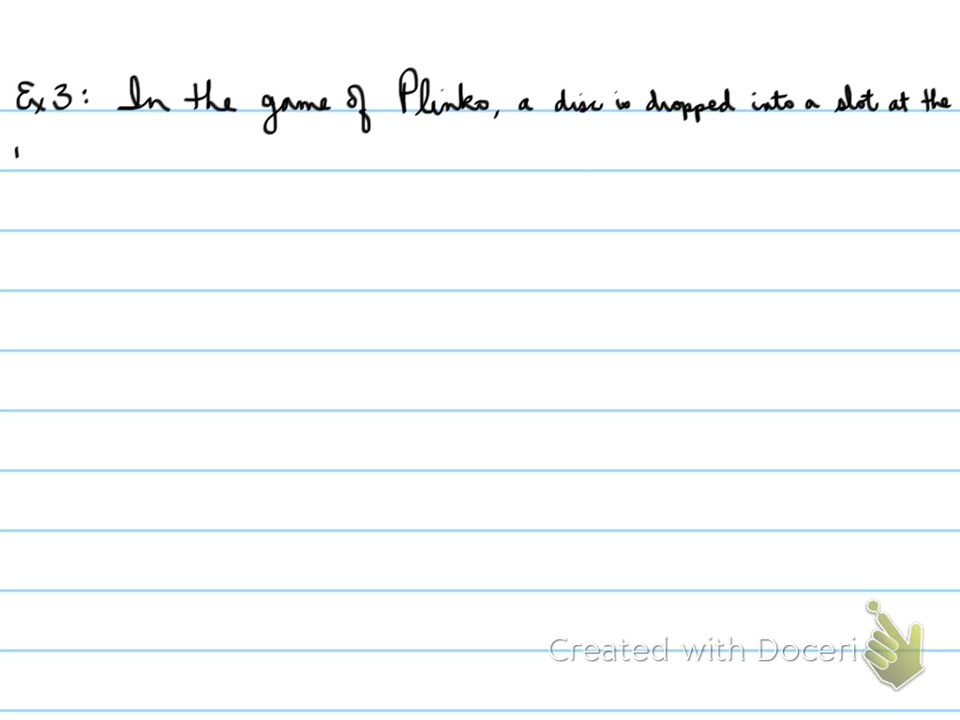 Ex 3: In the game of Plinko, a disc is dropped into a slot at the
Created with Doceri